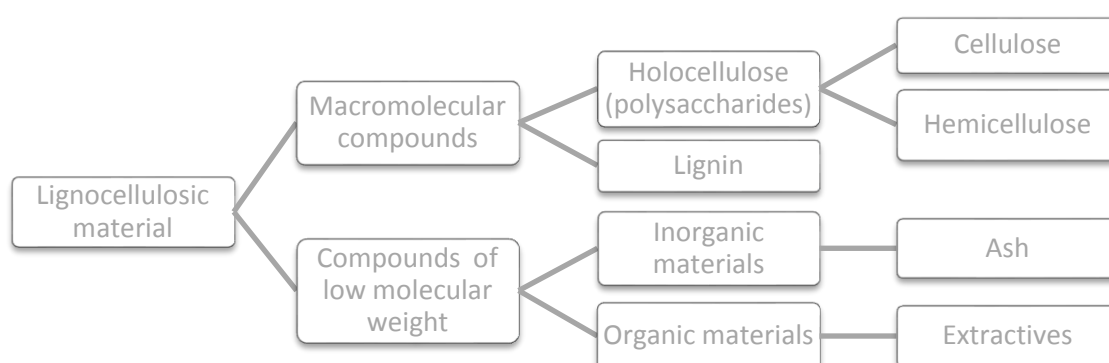 Lignocellulosic
material
Macromolecular
compounds
Compounds of
low molecular
weight
Holocellulose
(polysaccharides)
Lignin
Inorganic
materials
Organic materials
Cellulose
Hemicellulose
Ash
Extractives